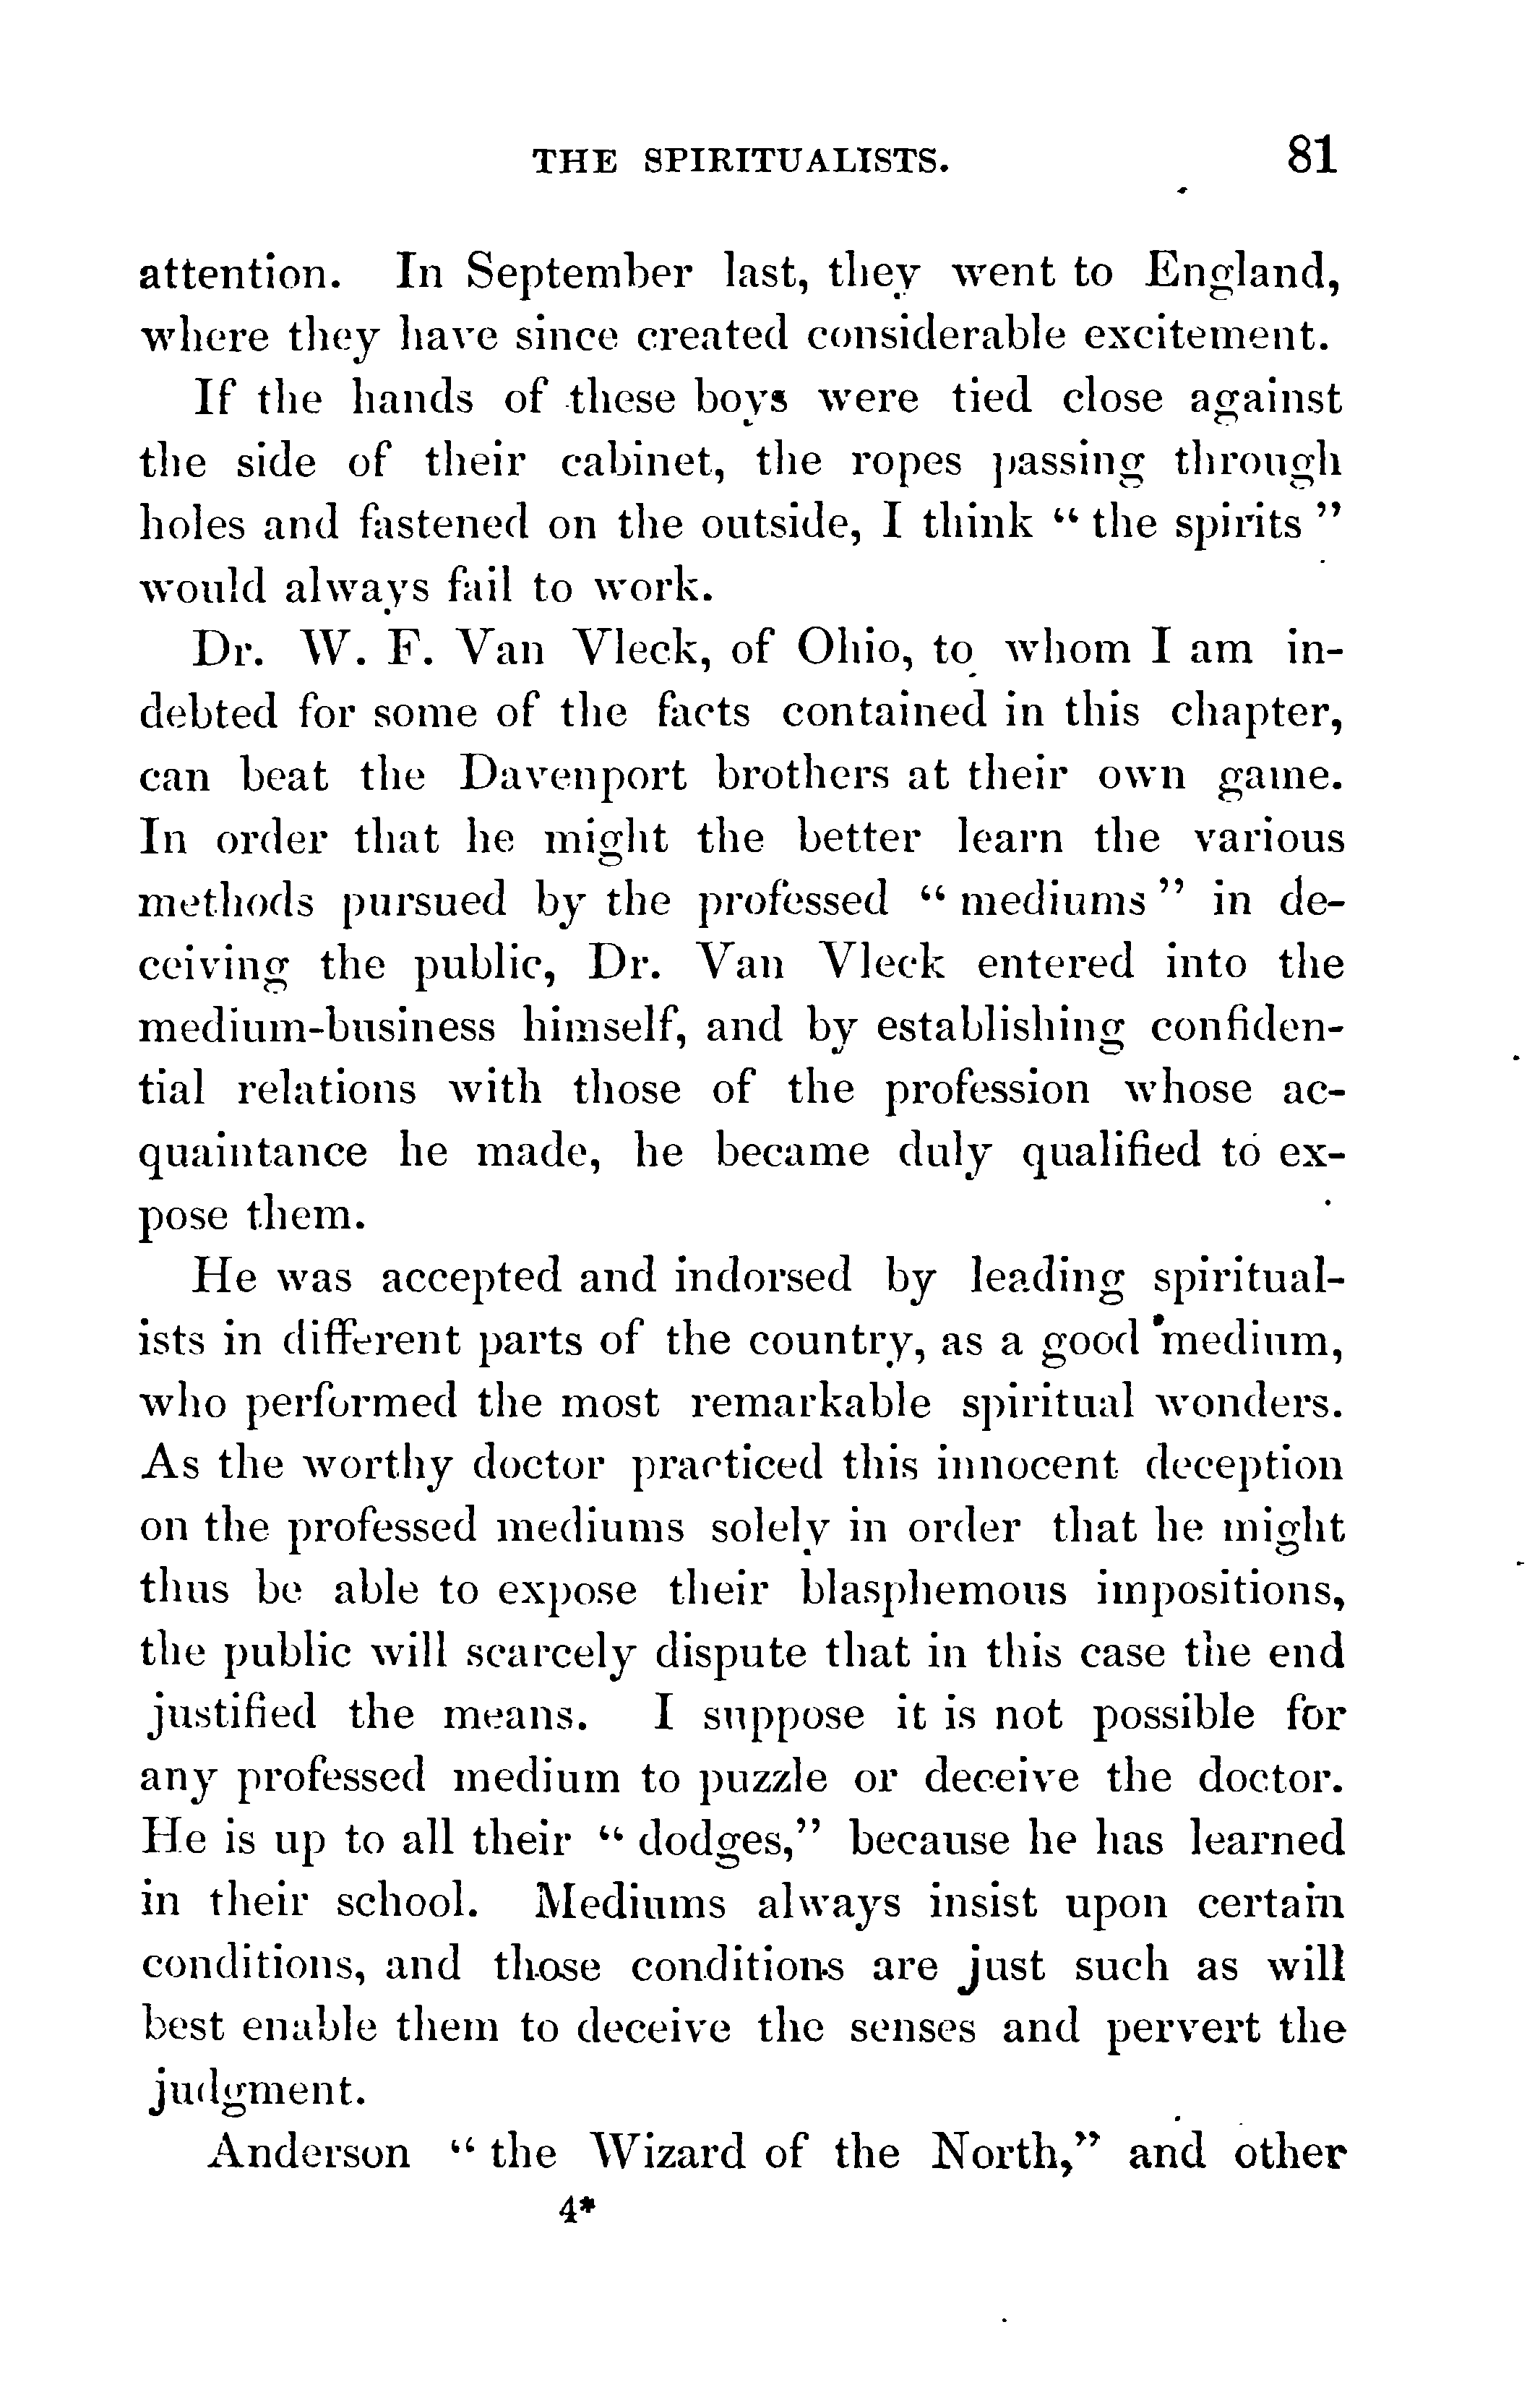 THE SPIRITUALISTS. 81
attention. In September last, they went to England,
where they have since created considerable excitement.
If the hands of these boys were tied close against
the side of their cabinet, the ropes passing through
holes and fastened on the outside, I think “ the spirits ”
would always fail to work.
Dr. W. F. Van Vleck, of Ohio, to whom I am in-
debted for some of the facts contained in this chapter,
can beat the Davenport brothers at their own game.
In order that he might the better learn the various
methods pursued by the professed “ mediums ” in de-
ceiving the public, Dr. Van Vleck entered into the
medium-business himself, and by establishing confiden-
tial relations with those of the profession whose ac-
quaintance he made, he became duly qualified to ex-
pose them.
He was accepted and indorsed by leading spiritual-
ists in different parts of the country, as a good medium,
who performed the most remarkable spiritual wonders.
As the worthy doctor practiced this innocent deception
on the professed mediums solely in order that he might
thus be able to expose their blasphemous impositions,
the public will scarcely dispute that in this case the end
justified the means. I suppose it is not possible for
any professed medium to puzzle or deceive the doctor.
He is up to all their “ dodges,” because he has learned
in their school. Mediums always insist upon certain
conditions, and those conditions are just such as will
best enable them to deceive the senses and pervert the
judgment.
Anderson “ the Wizard of the North,” and other
4*